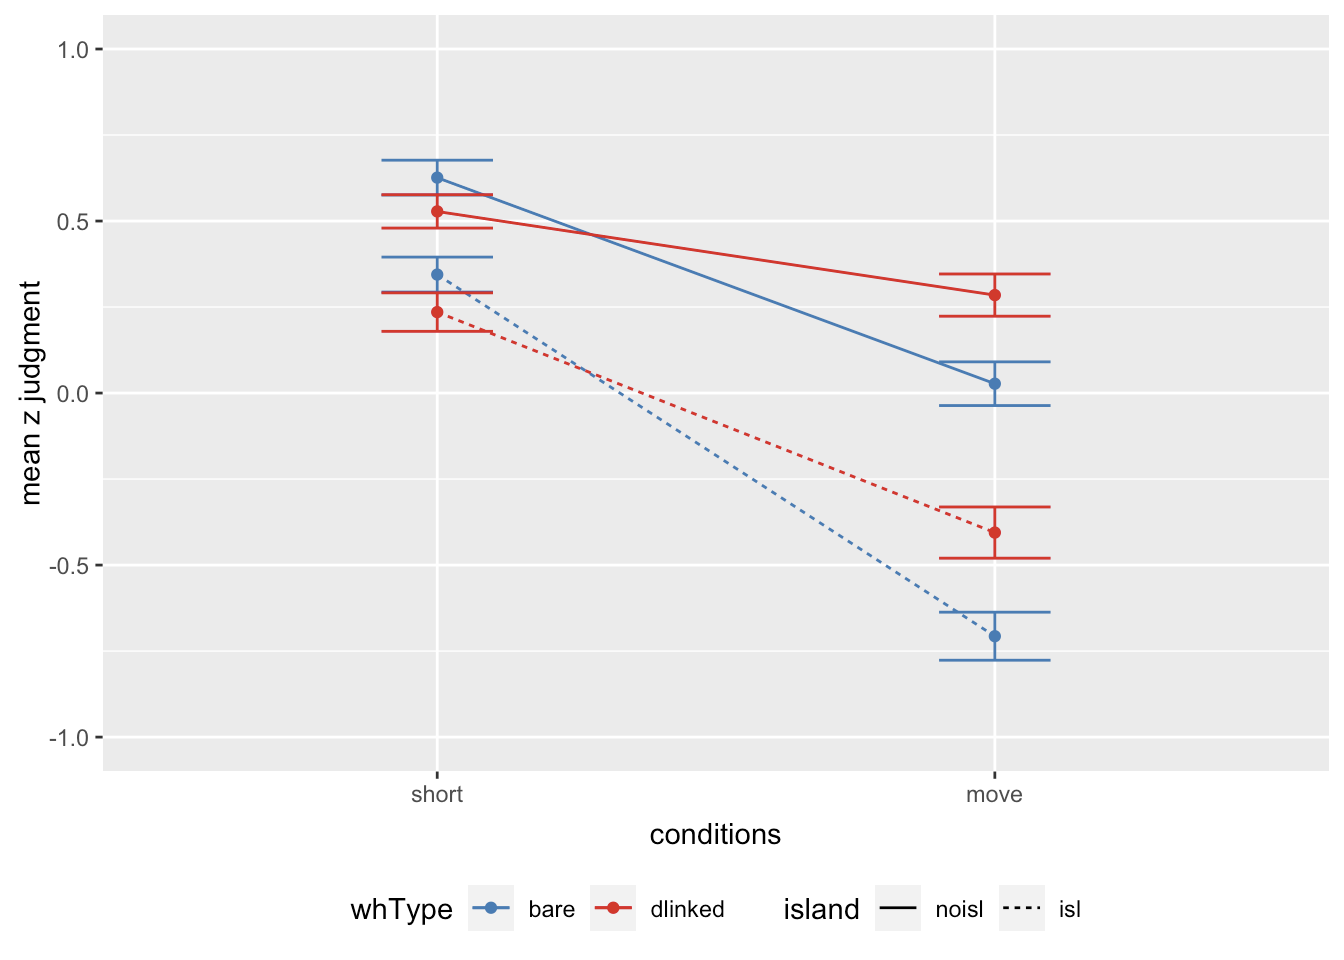 1.0
0.5
0.0
-0.5
-1.0
mean z judgment
short move
conditions
whType bare dlinked island noisl isl